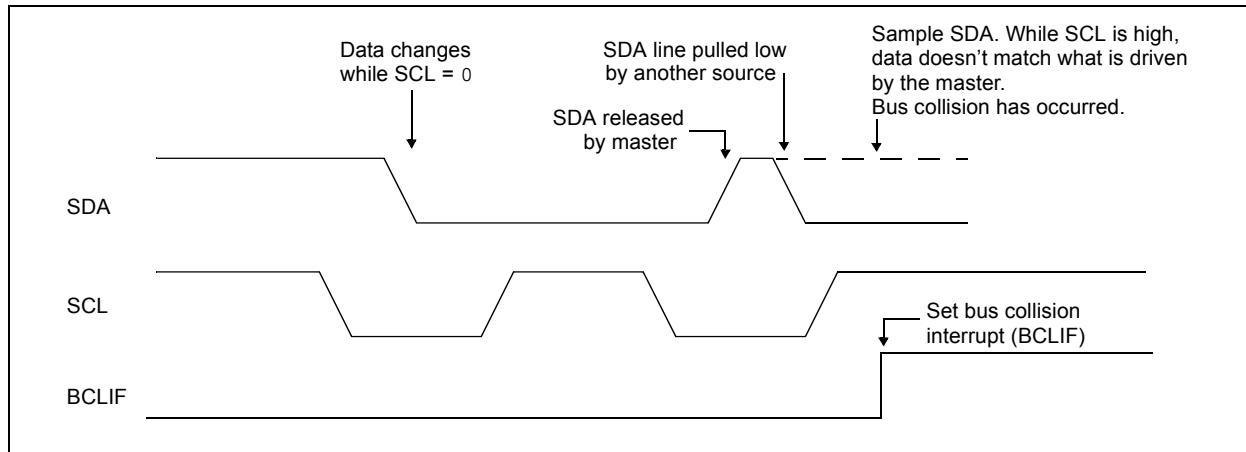 Data changes
while SCL = 0
SDA line pulled low
by another source
SDA released
by master
Sample SDA. While SCL is high,
data doesn’t match what is driven
by the master.
Bus collision has occurred.
SDA
SCL
Set bus collision
interrupt (BCLIF)
BCLIF